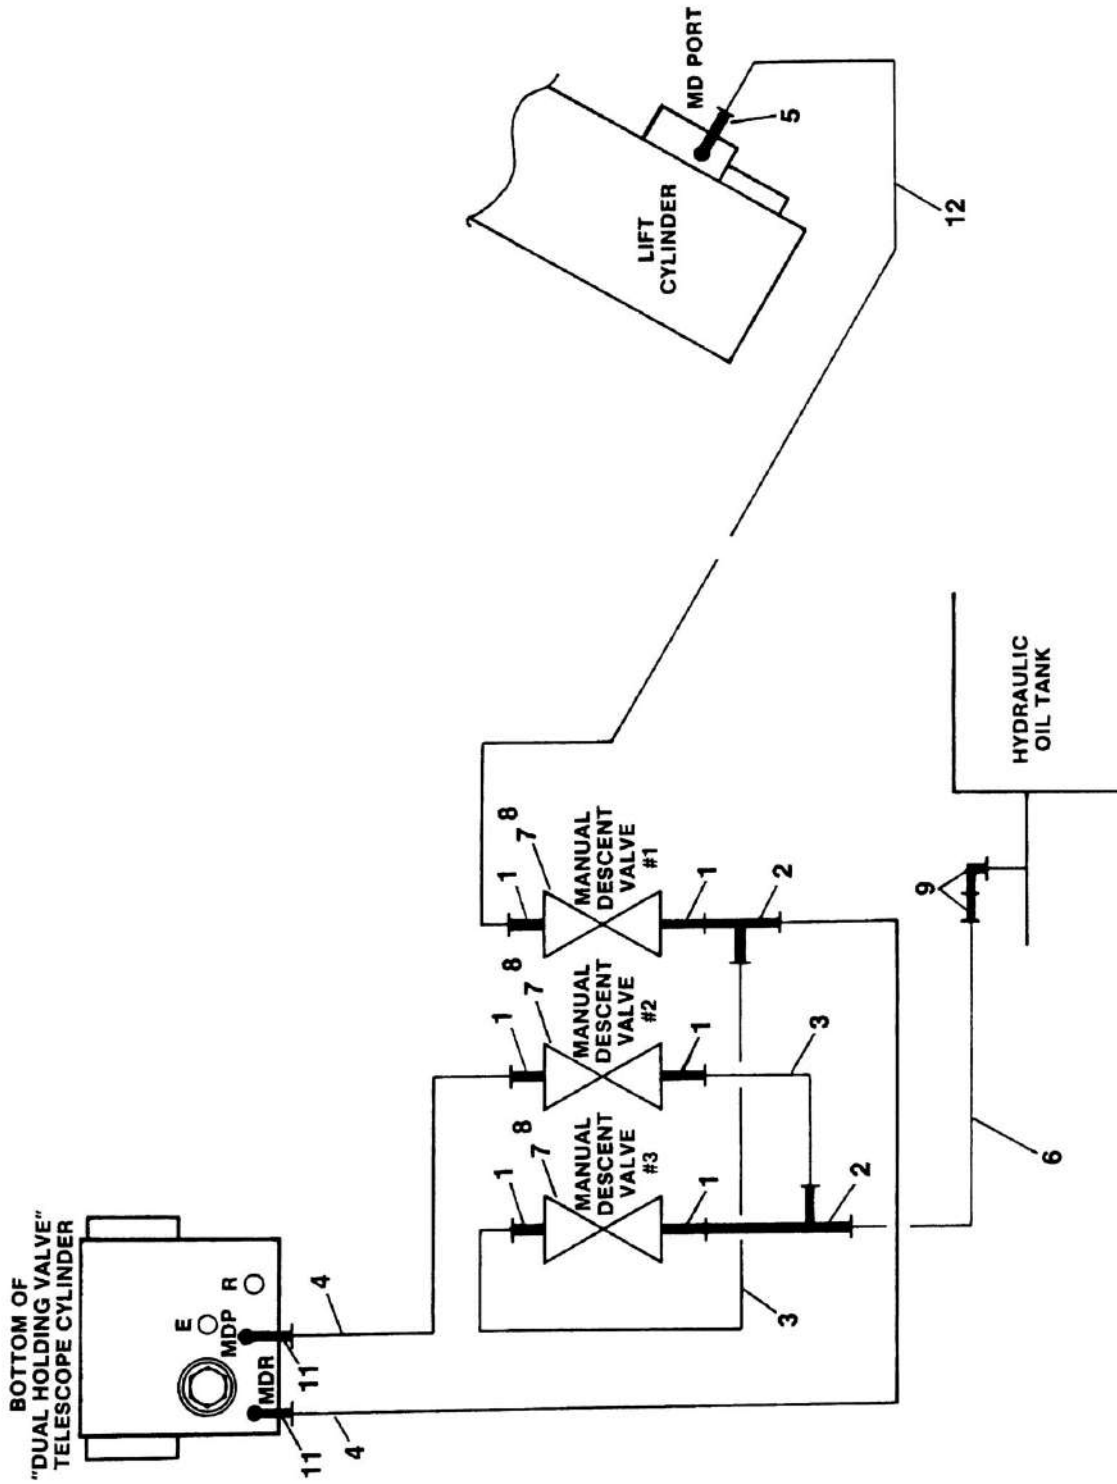 BOTTOM OF
"DUAL HOLDING VALVE"
TELESCOPE CYLINDER
E
R
MDP
MDR
11
11
4
4
MD PORT
5
LIFT
CYLINDER
12
1
7
8
MANUAL
DESCENT
VALVE
#3
1
2
1
7
8
MANUAL
DESCENT
VALVE
#2
1
3
1
7
8
MANUAL
DESCENT
VALVE
#1
1
2
3
6
9
HYDRAULIC
OIL TANK